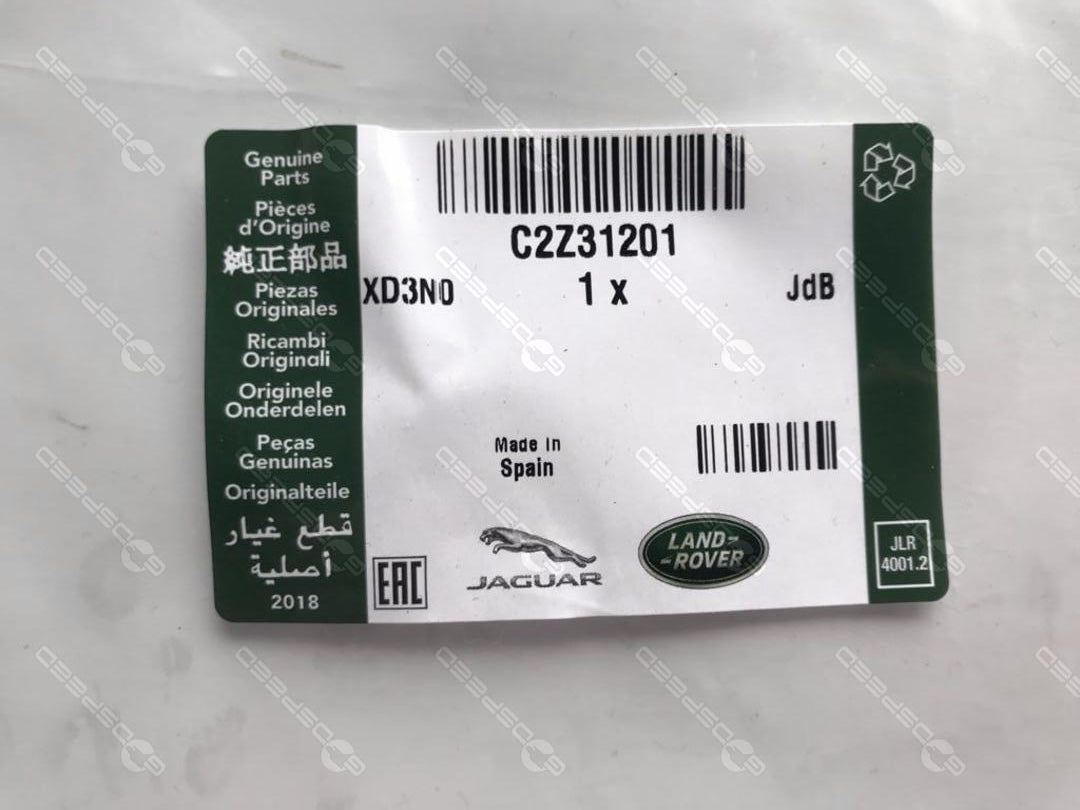 Genuine
Parts
Pièces
d'Origine
純正部品
Piezas
Originales
Ricambi
Originali
Originele
Onderdelen
Peças
Genuinas
Originalteile
قطع غيار
أصلية
2018
C2Z31201
XD3N0
1 x
JdB
Made in
Spain
EAC
JAGUAR
LAND-
-ROVER
JLR
4001.2